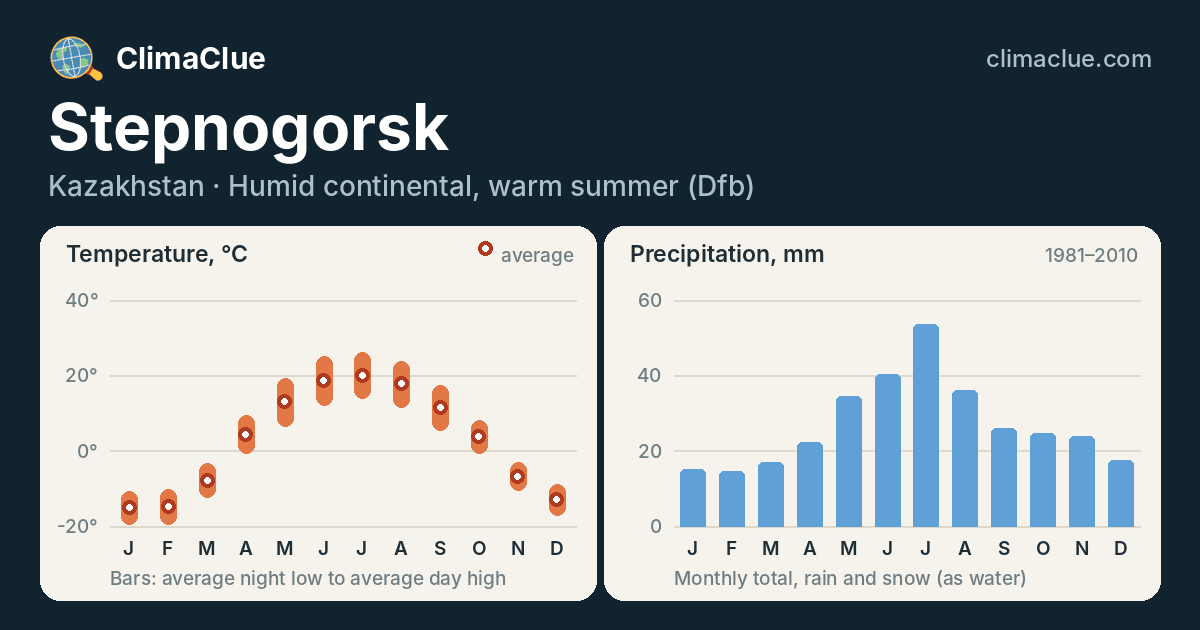 ClimaClue
climaclue.com
Stepnogorsk
Kazakhstan · Humid continental, warm summer (Dfb)
Temperature, °C
average
40°
20°
0°
-20°
J F M A M J J A S O N D
Bars: average night low to average day high
Precipitation, mm
1981–2010
60
40
20
0
J F M A M J J A S O N D
Monthly total, rain and snow (as water)